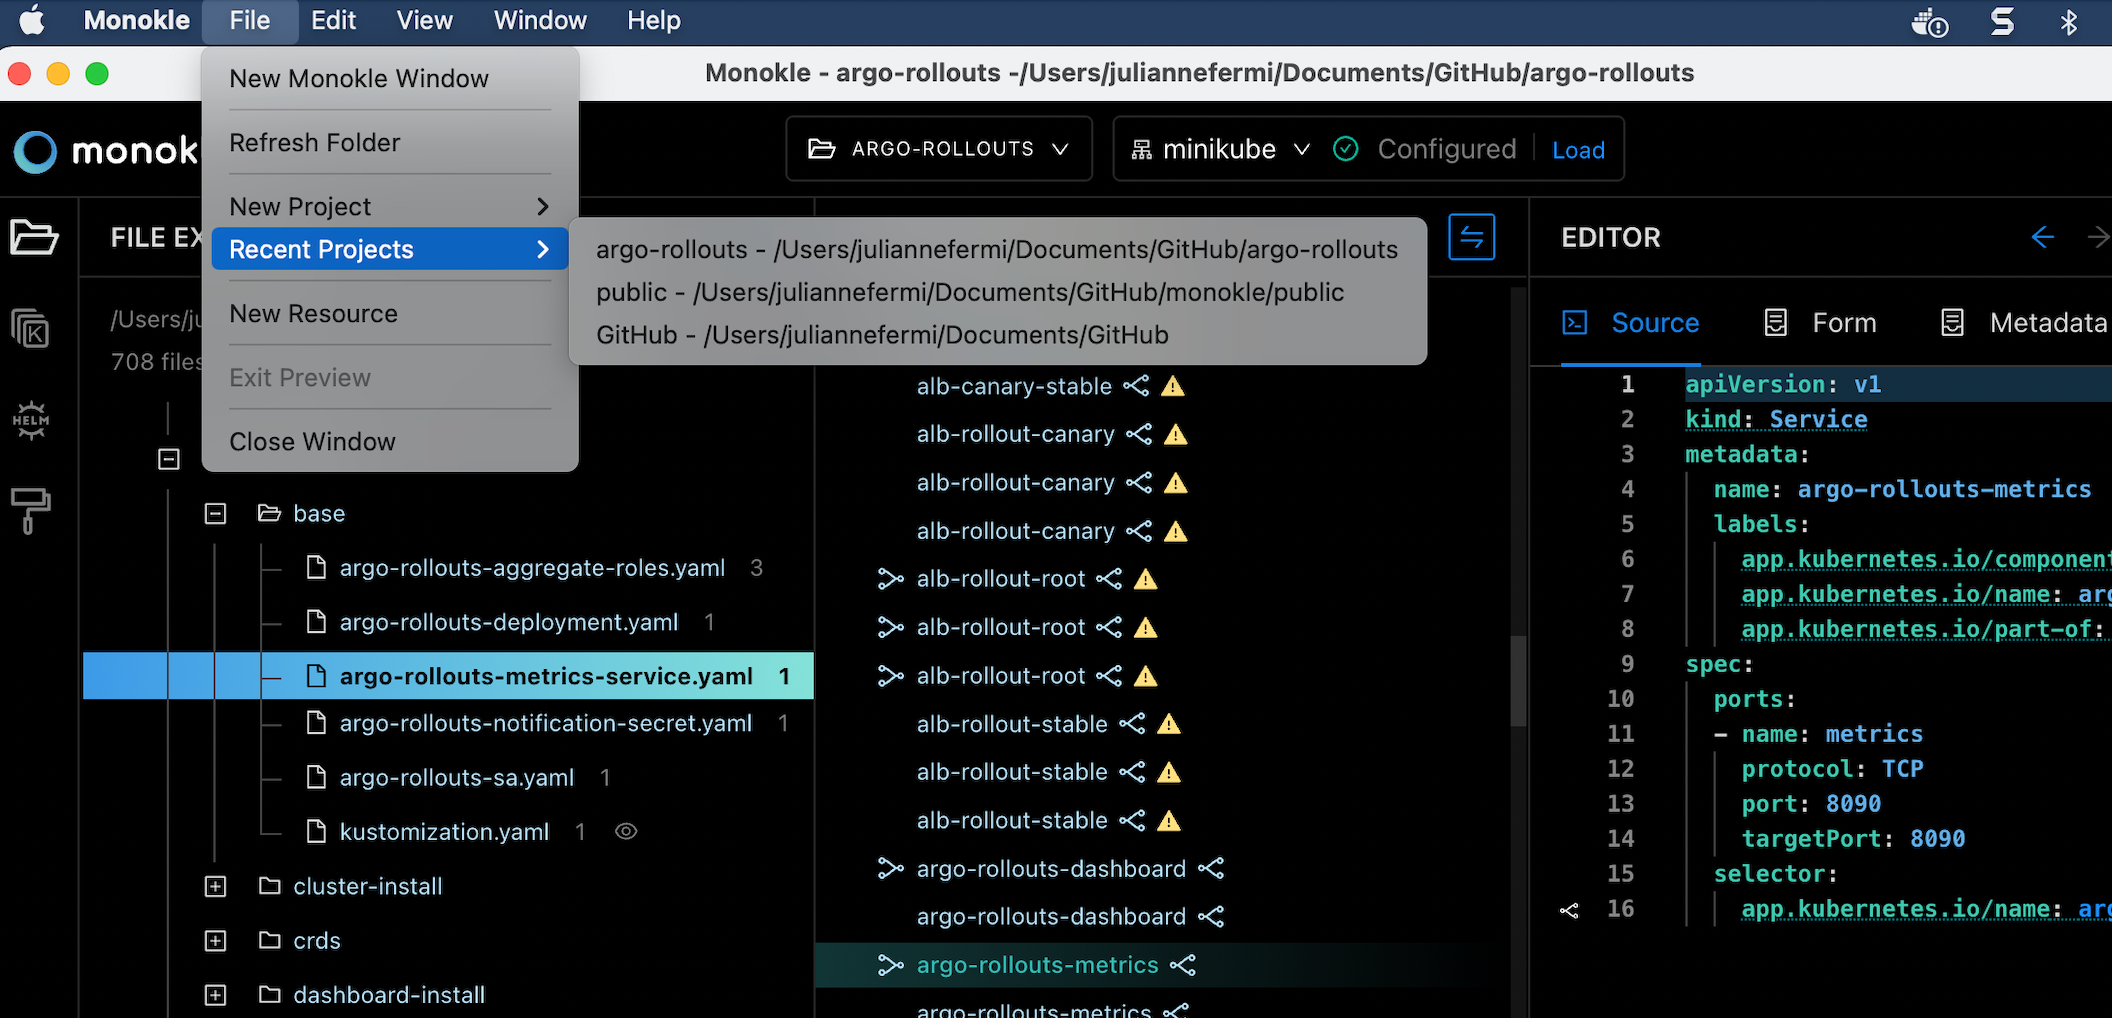 Monokle File Edit View Window Help
Monokle - argo-rollouts -/Users/juliannefermi/Documents/GitHub/argo-rollouts
New Monokle Window
Refresh Folder
New Project
Recent Projects
New Resource
Exit Preview
Close Window
argo-rollouts - /Users/juliannefermi/Documents/GitHub/argo-rollouts
public - /Users/juliannefermi/Documents/GitHub/monokle/public
GitHub - /Users/juliannefermi/Documents/GitHub
monok
ARGO-ROLLOUTS
minikube Configured Load
FILE EX
/Users/ju
708 files
K
HELM
base
argo-rollouts-aggregate-roles.yaml 3
argo-rollouts-deployment.yaml 1
argo-rollouts-metrics-service.yaml 1
argo-rollouts-notification-secret.yaml 1
argo-rollouts-sa.yaml 1
kustomization.yaml 1
cluster-install
crds
dashboard-install
alb-canary-stable
alb-rollout-canary
alb-rollout-canary
alb-rollout-canary
alb-rollout-root
alb-rollout-root
alb-rollout-root
alb-rollout-stable
alb-rollout-stable
alb-rollout-stable
argo-rollouts-dashboard
argo-rollouts-dashboard
argo-rollouts-metrics
argo-rollouts-metrics
EDITOR
Source Form Metadata
1 apiVersion: v1
2 kind: Service
3 metadata:
4 name: argo-rollouts-metrics
5 labels:
6 app.kubernetes.io/component
7 app.kubernetes.io/name: arg
8 app.kubernetes.io/part-of:
9 spec:
10 ports:
11 - name: metrics
12 protocol: TCP
13 port: 8090
14 targetPort: 8090
15 selector:
16 app.kubernetes.io/name: arg